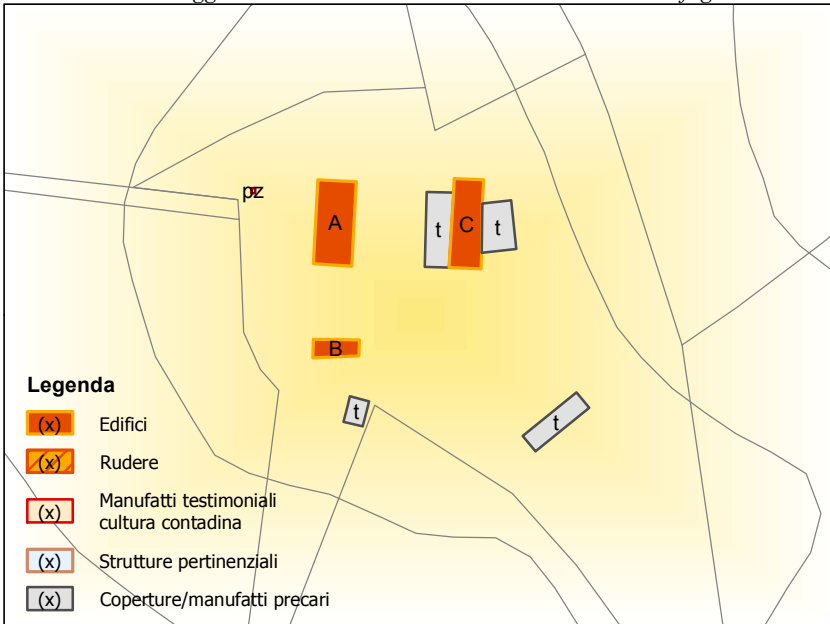 pz
A
t
C
t
B
t
t
Legenda
(x) Edifici
(x) Rudere
(x) Manufatti testimoniali
cultura contadina
(x) Strutture pertinenziali
(x) Coperture/manufatti precari